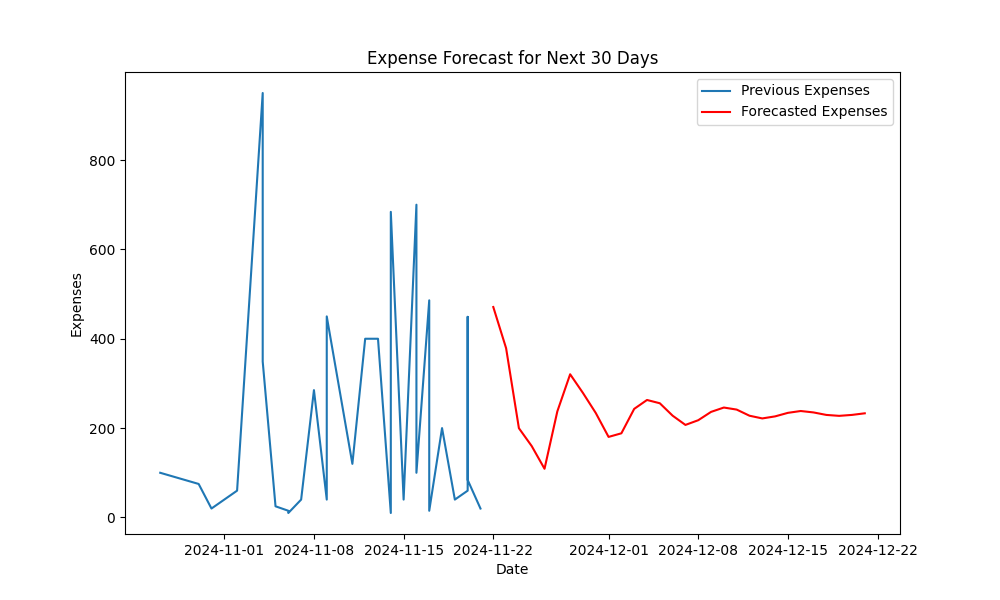 Expense Forecast for Next 30 Days
Previous Expenses
Forecasted Expenses
800
600
400
200
0
Expenses
2024-11-01 2024-11-08 2024-11-15 2024-11-22 2024-12-01 2024-12-08 2024-12-15 2024-12-22
Date